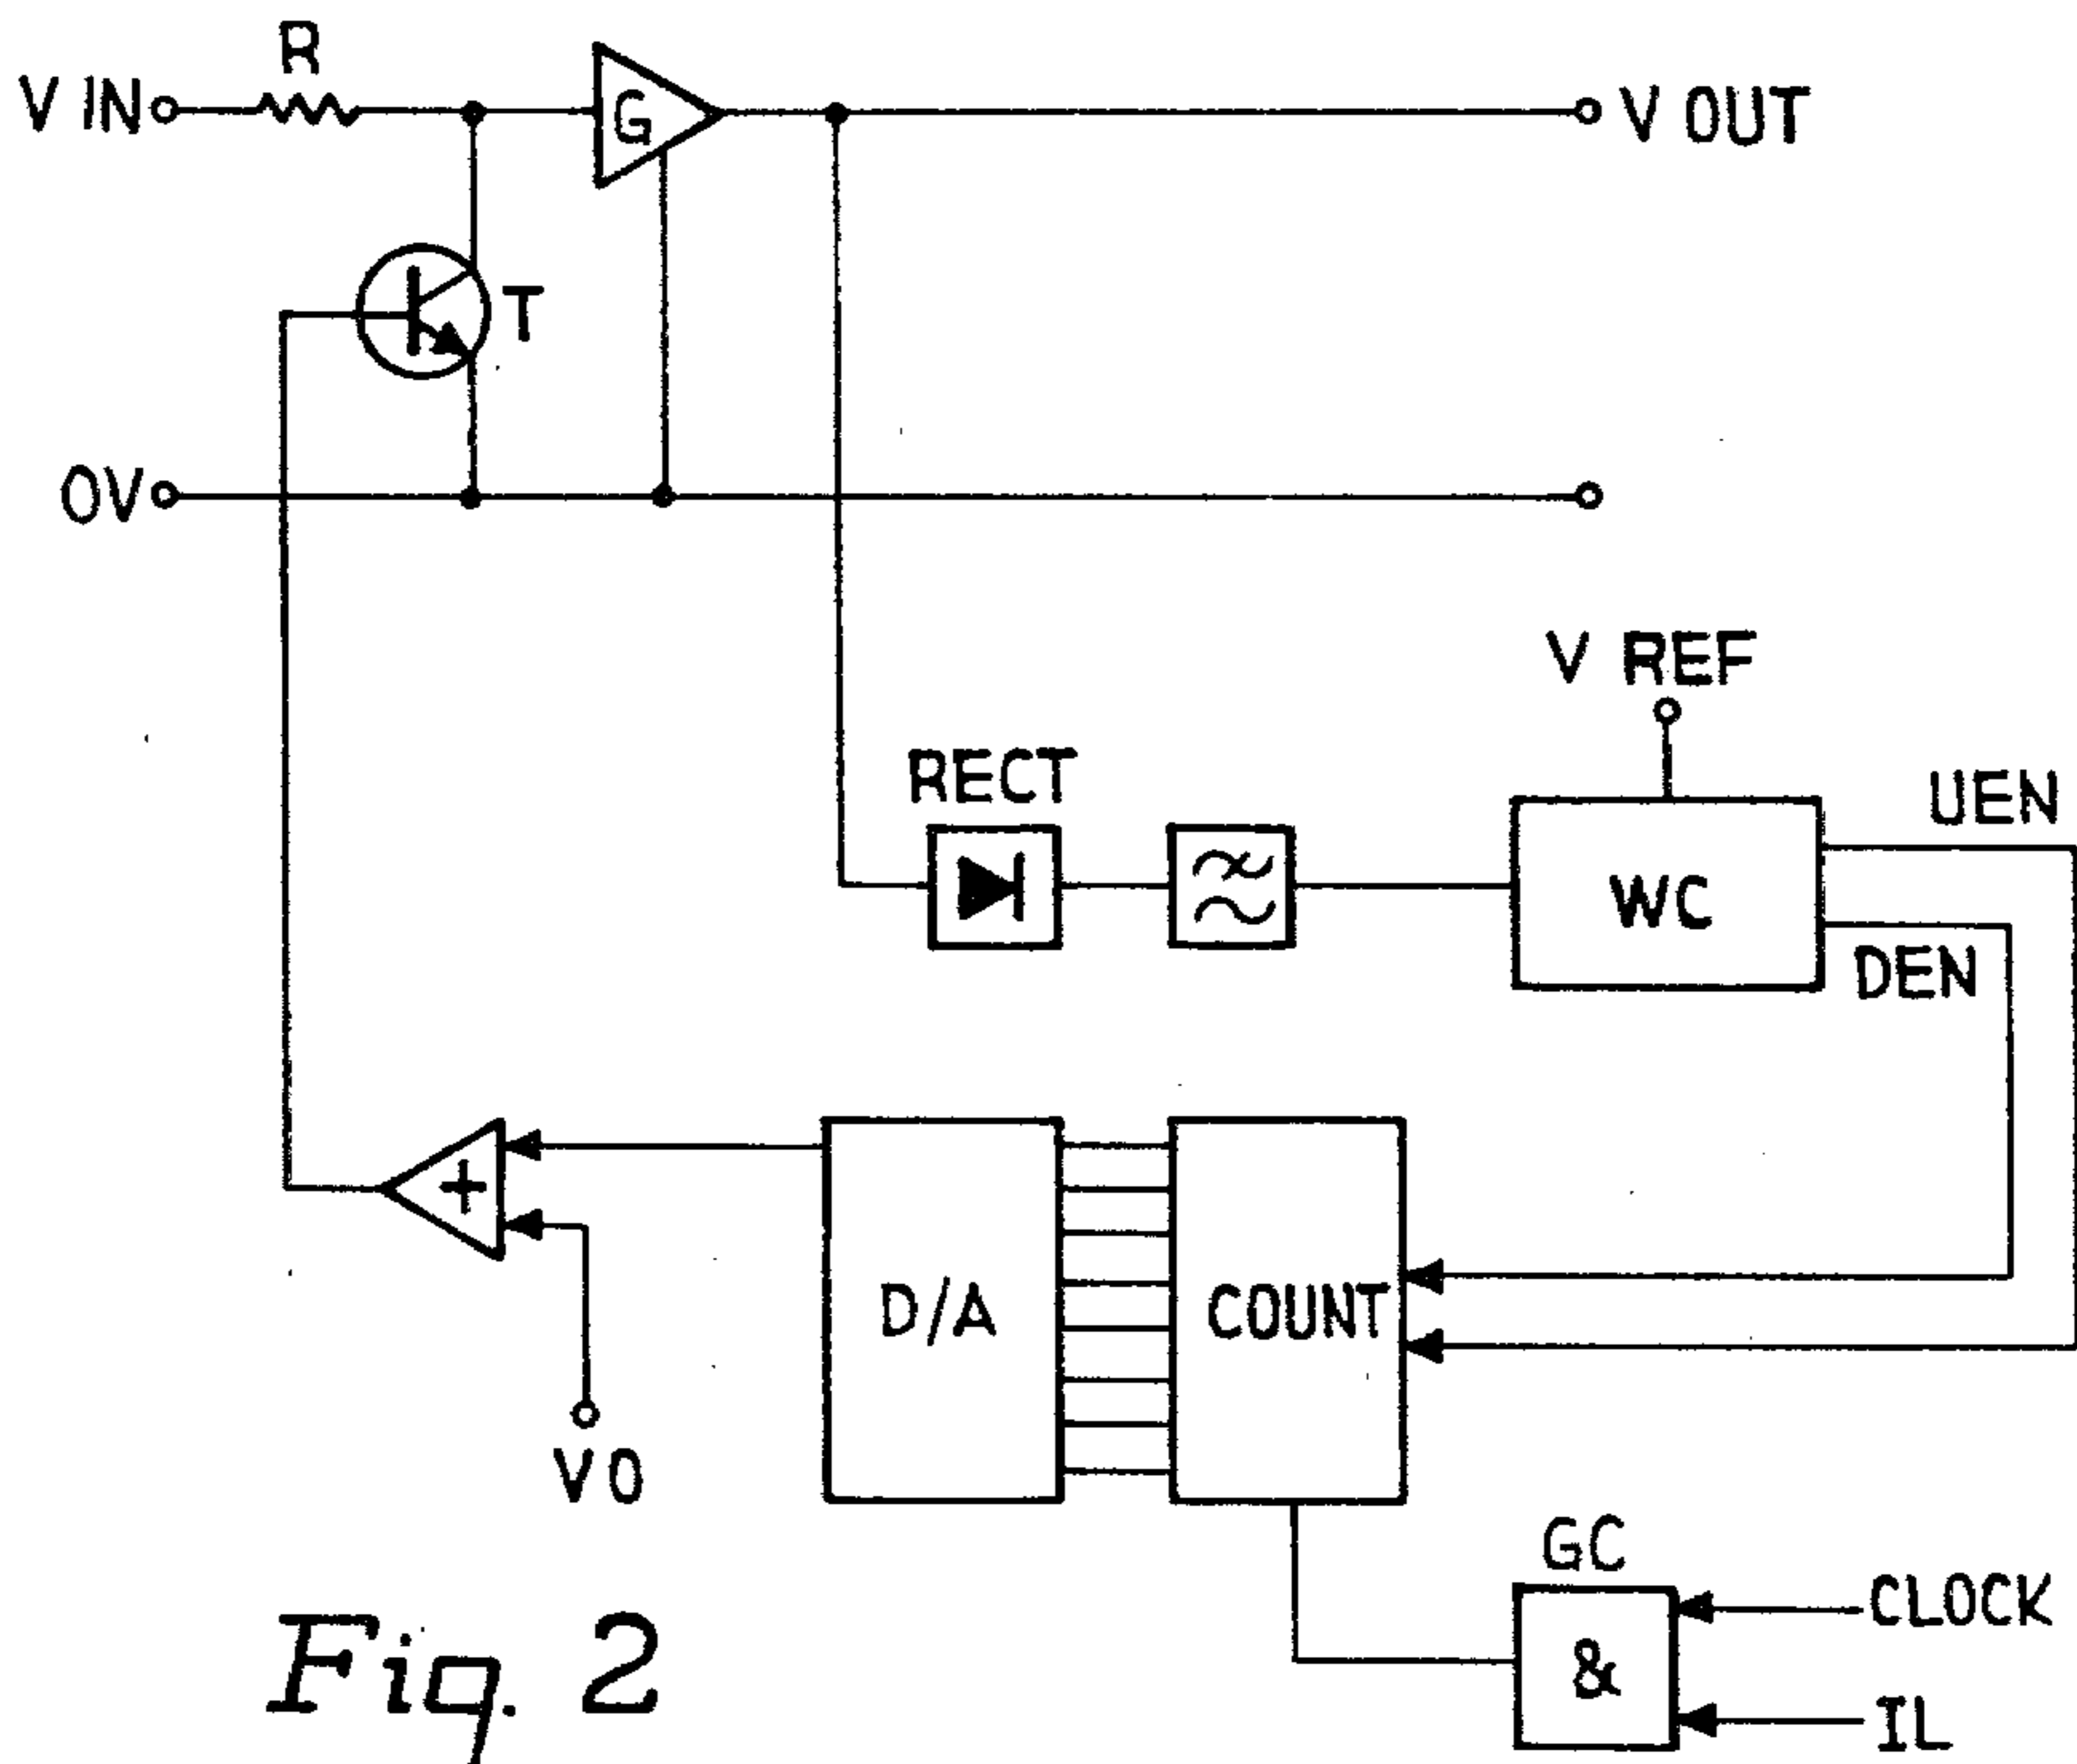 R
V IN
G
V OUT
T
0V
V REF
RECT
UEN
WC
DEN
+
D/A
COUNT
V0
GC
CLOCK
&
IL
Fig. 2